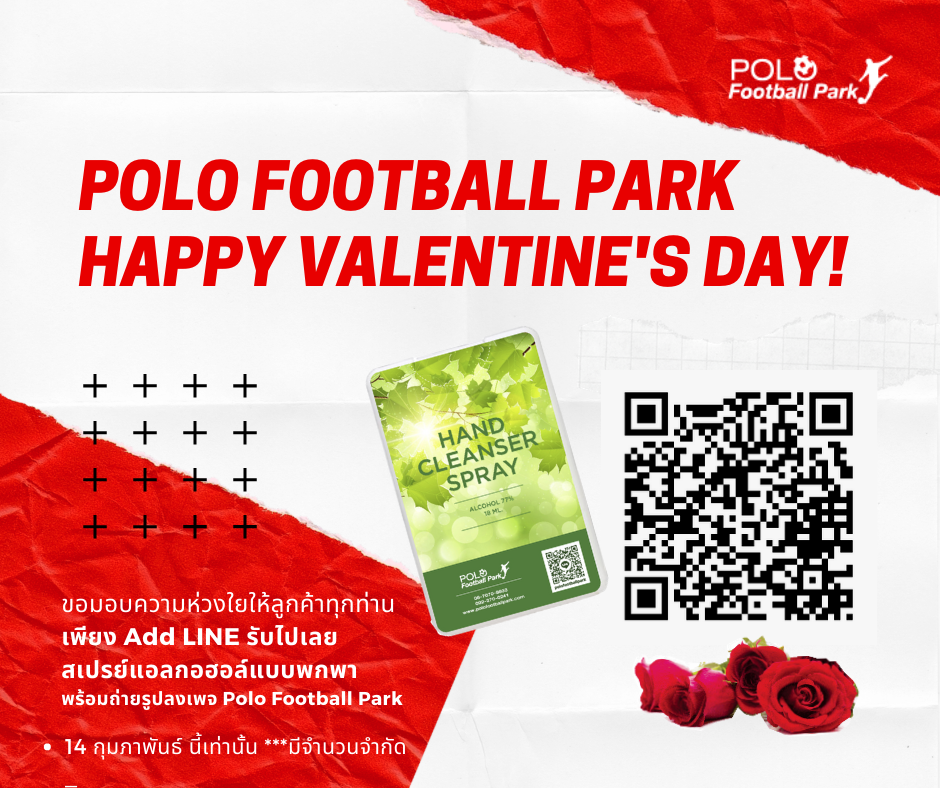 POLO
Football Park
POLO FOOTBALL PARK
HAPPY VALENTINE'S DAY!
HAND
CLEANSER
SPRAY
ALCOHOL 77%
18 ML.
POLO
Football Park
www.polofootballpark.com
ขอมอบความห่วงใยให้ลูกค้าทุกท่าน
เพียง Add LINE รับไปเลย
สเปรย์แอลกอฮอล์แบบพกพา
พร้อมถ่ายรูปลงเพจ Polo Football Park
• 14 กุมภาพันธ์ นี้เท่านั้น ***มีจำนวนจำกัด